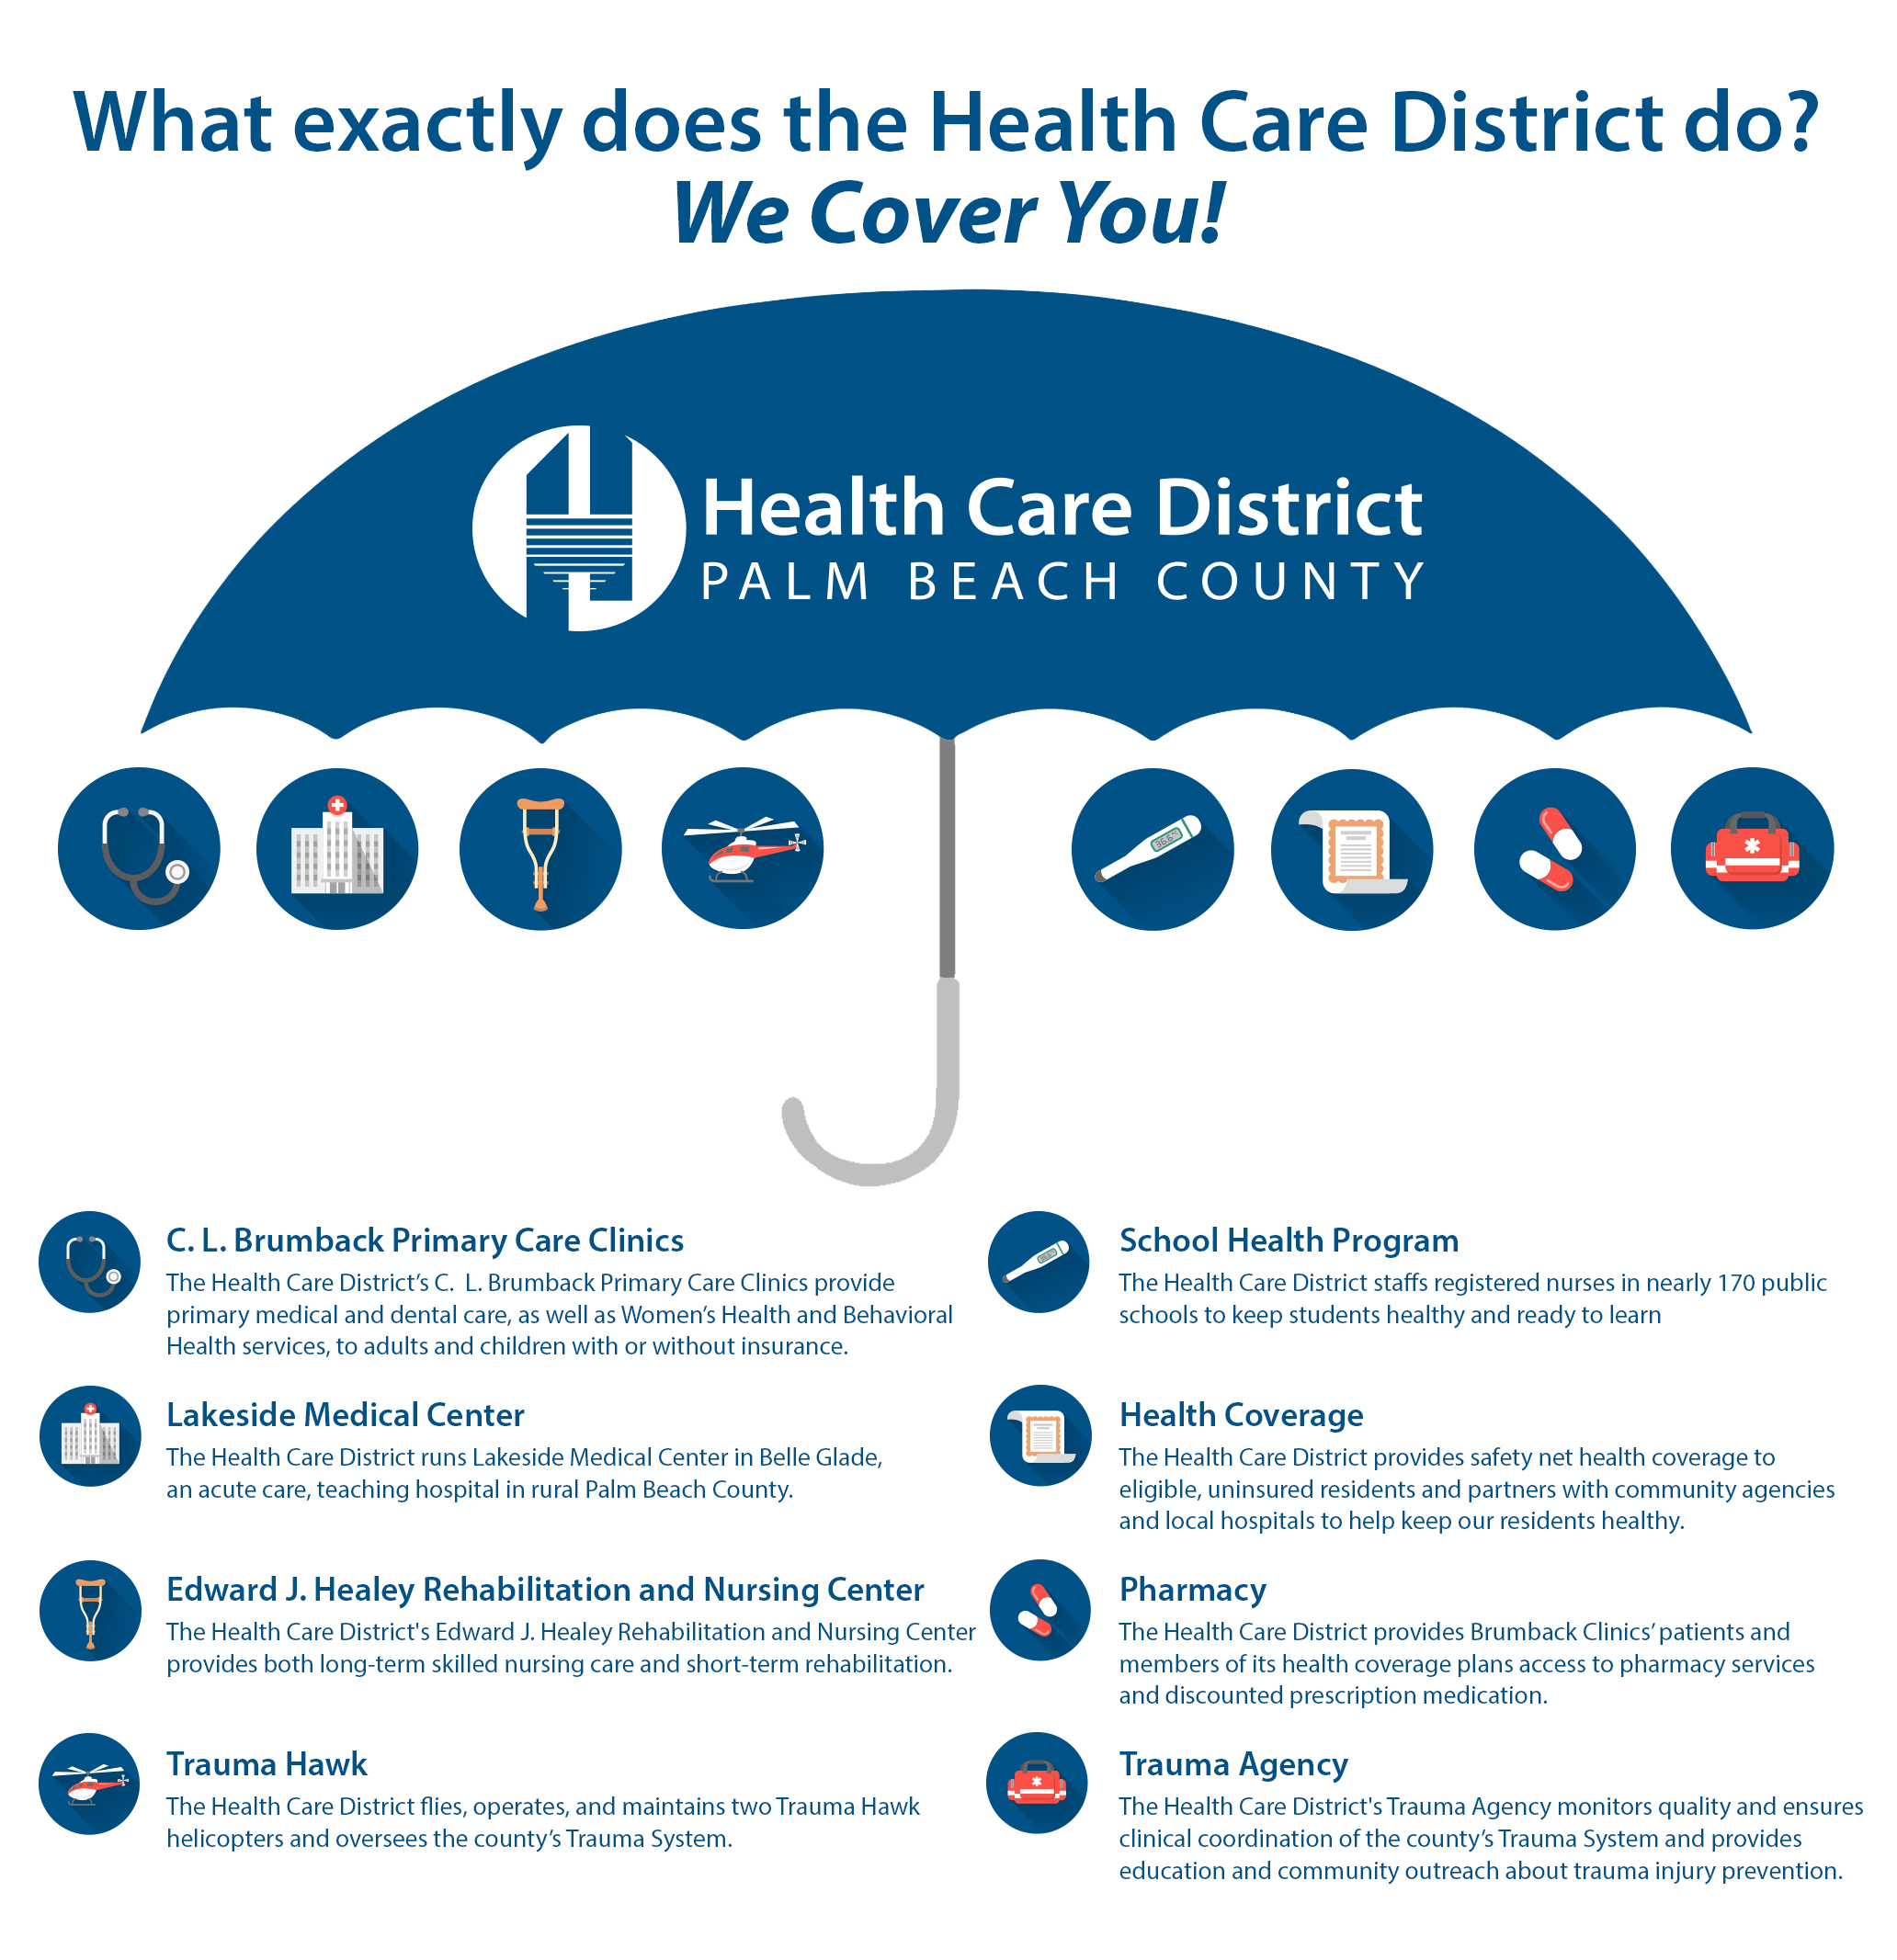 What exactly does the Health Care District do?
We Cover You!
Health Care District
PALM BEACH COUNTY
36.6°
C. L. Brumback Primary Care Clinics
The Health Care District’s C.  L. Brumback Primary Care Clinics provide
primary medical and dental care, as well as Women’s Health and Behavioral
Health services, to adults and children with or without insurance.
Lakeside Medical Center
The Health Care District runs Lakeside Medical Center in Belle Glade,
an acute care, teaching hospital in rural Palm Beach County.
Edward J. Healey Rehabilitation and Nursing Center
The Health Care District's Edward J. Healey Rehabilitation and Nursing Center
provides both long-term skilled nursing care and short-term rehabilitation.
Trauma Hawk
The Health Care District flies, operates, and maintains two Trauma Hawk
helicopters and oversees the county’s Trauma System.
School Health Program
The Health Care District staffs registered nurses in nearly 170 public
schools to keep students healthy and ready to learn
Health Coverage
The Health Care District provides safety net health coverage to
eligible, uninsured residents and partners with community agencies
and local hospitals to help keep our residents healthy.
Pharmacy
The Health Care District provides Brumback Clinics’ patients and
members of its health coverage plans access to pharmacy services
and discounted prescription medication.
Trauma Agency
The Health Care District's Trauma Agency monitors quality and ensures
clinical coordination of the county’s Trauma System and provides
education and community outreach about trauma injury prevention.